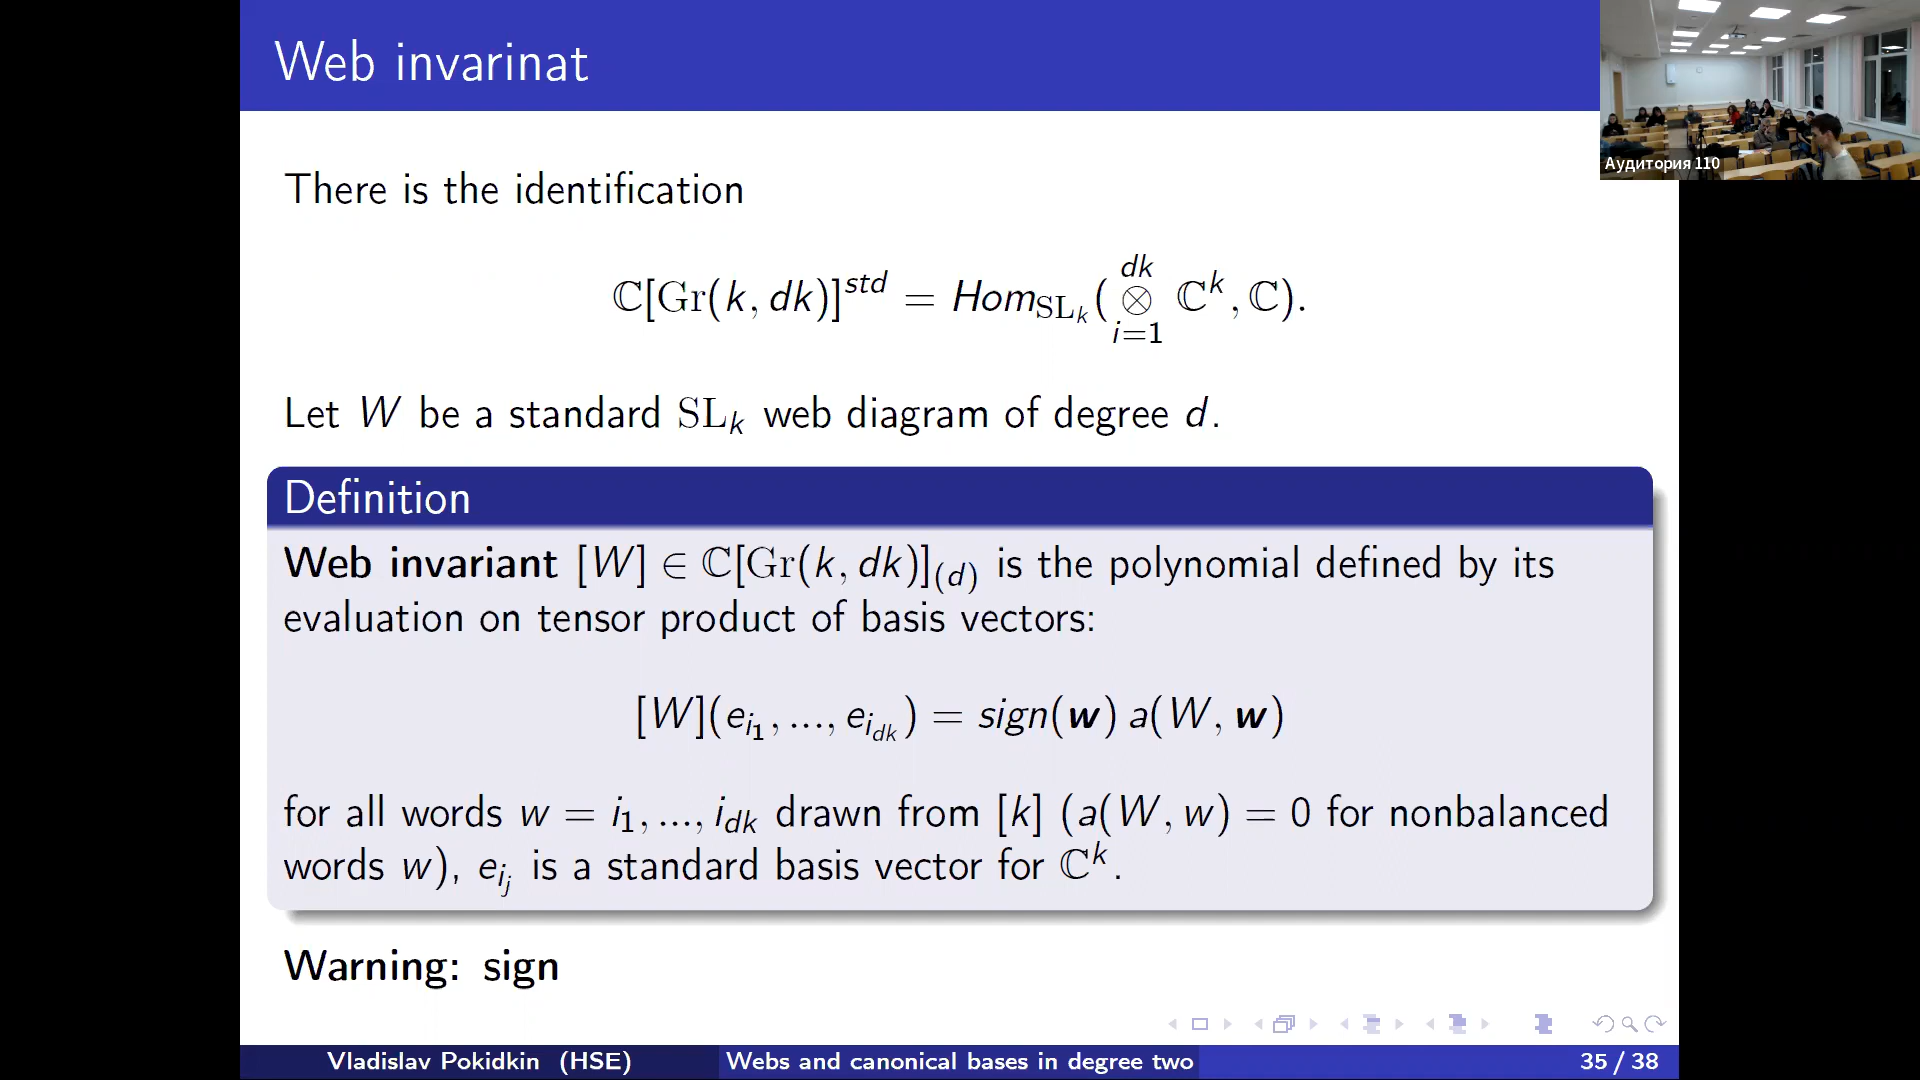 Web invarinat
Аудитория 110
There is the identification
ℂ[Gr(k, dk)]^{std} = Hom_{SL_k}(⊗_{i=1}^{dk} ℂ^k, ℂ).
Let W be a standard SL_k web diagram of degree d.
Definition
Web invariant [W] ∈ ℂ[Gr(k, dk)]_{(d)} is the polynomial defined by its
evaluation on tensor product of basis vectors:
[W](e_{i_1}, ..., e_{i_{dk}}) = sign(w) a(W, w)
for all words w = i_1, ..., i_{dk} drawn from [k] (a(W, w) = 0 for nonbalanced
words w), e_{i_j} is a standard basis vector for ℂ^k.
Warning: sign
Vladislav Pokidkin (HSE)
Webs and canonical bases in degree two
35 / 38